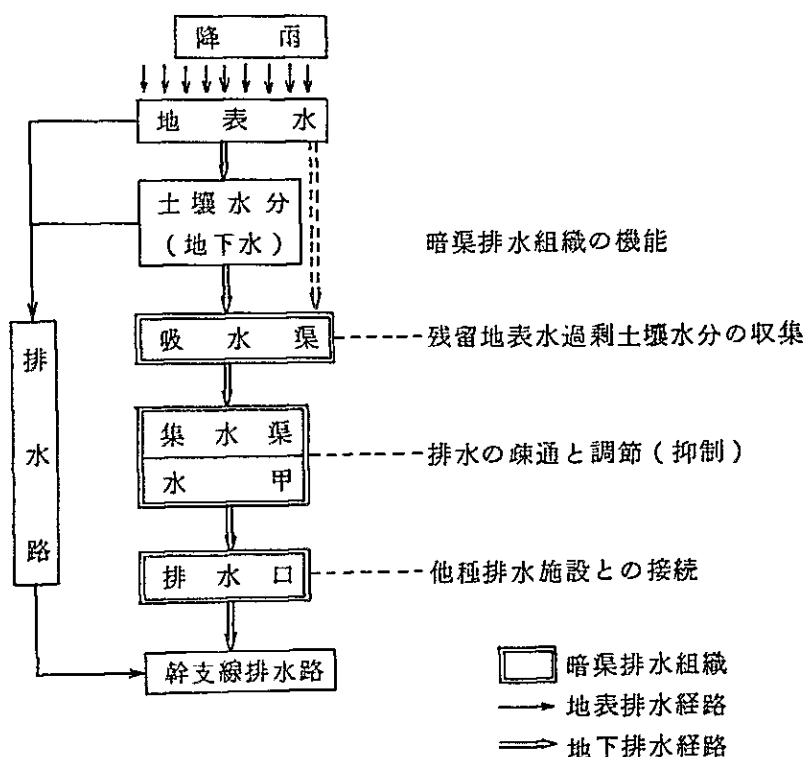 降雨
地表水
土壌水分
(地下水)
暗渠排水組織の機能
吸水渠
残留地表水過剰土壌水分の収集
排水路
集水渠
水甲
排水の疎通と調節(抑制)
排水口
他種排水施設との接続
幹支線排水路
暗渠排水組織
地表排水経路
地下排水経路